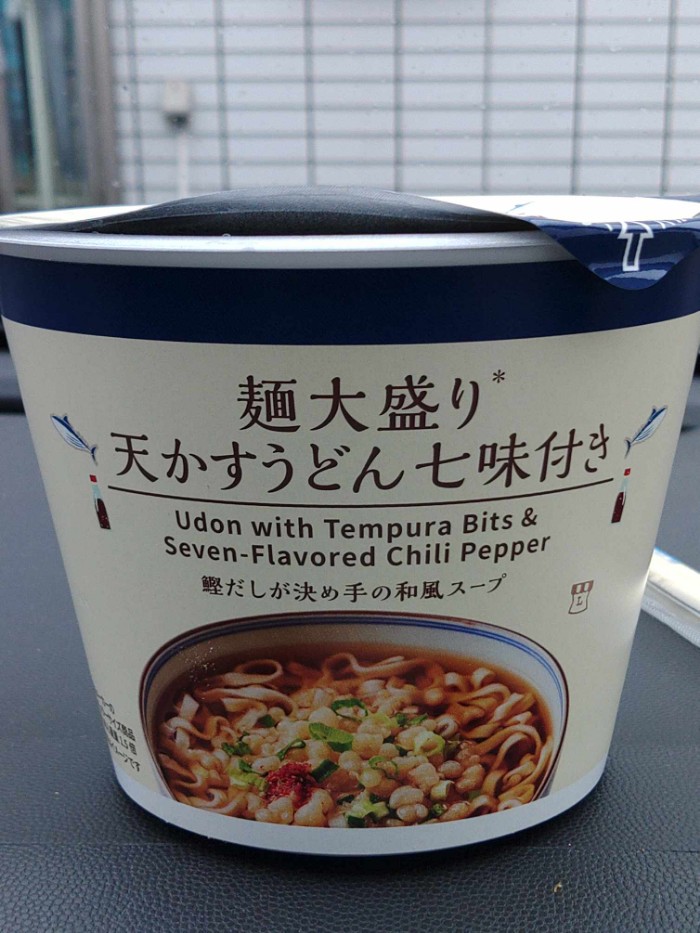 麺大盛り*
天かすうどん七味付き
Udon with Tempura Bits &
Seven-Flavored Chili Pepper
鰹だしが決め手の和風スープ
L